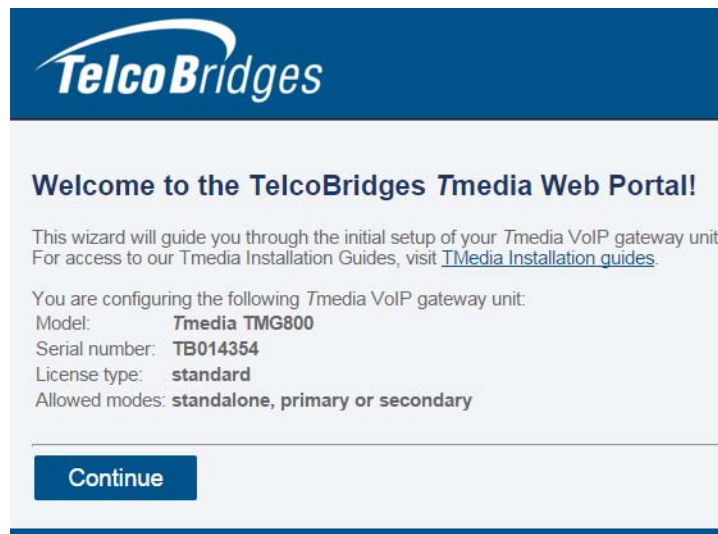 TelcoBridges
Welcome to the TelcoBridges Tmedia Web Portal!
This wizard will guide you through the initial setup of your Tmedia VoIP gateway unit
For access to our Tmedia Installation Guides, visit TMedia Installation guides.
You are configuring the following Tmedia VoIP gateway unit:
Model: Tmedia TMG800
Serial number: TB014354
License type: standard
Allowed modes: standalone, primary or secondary
Continue